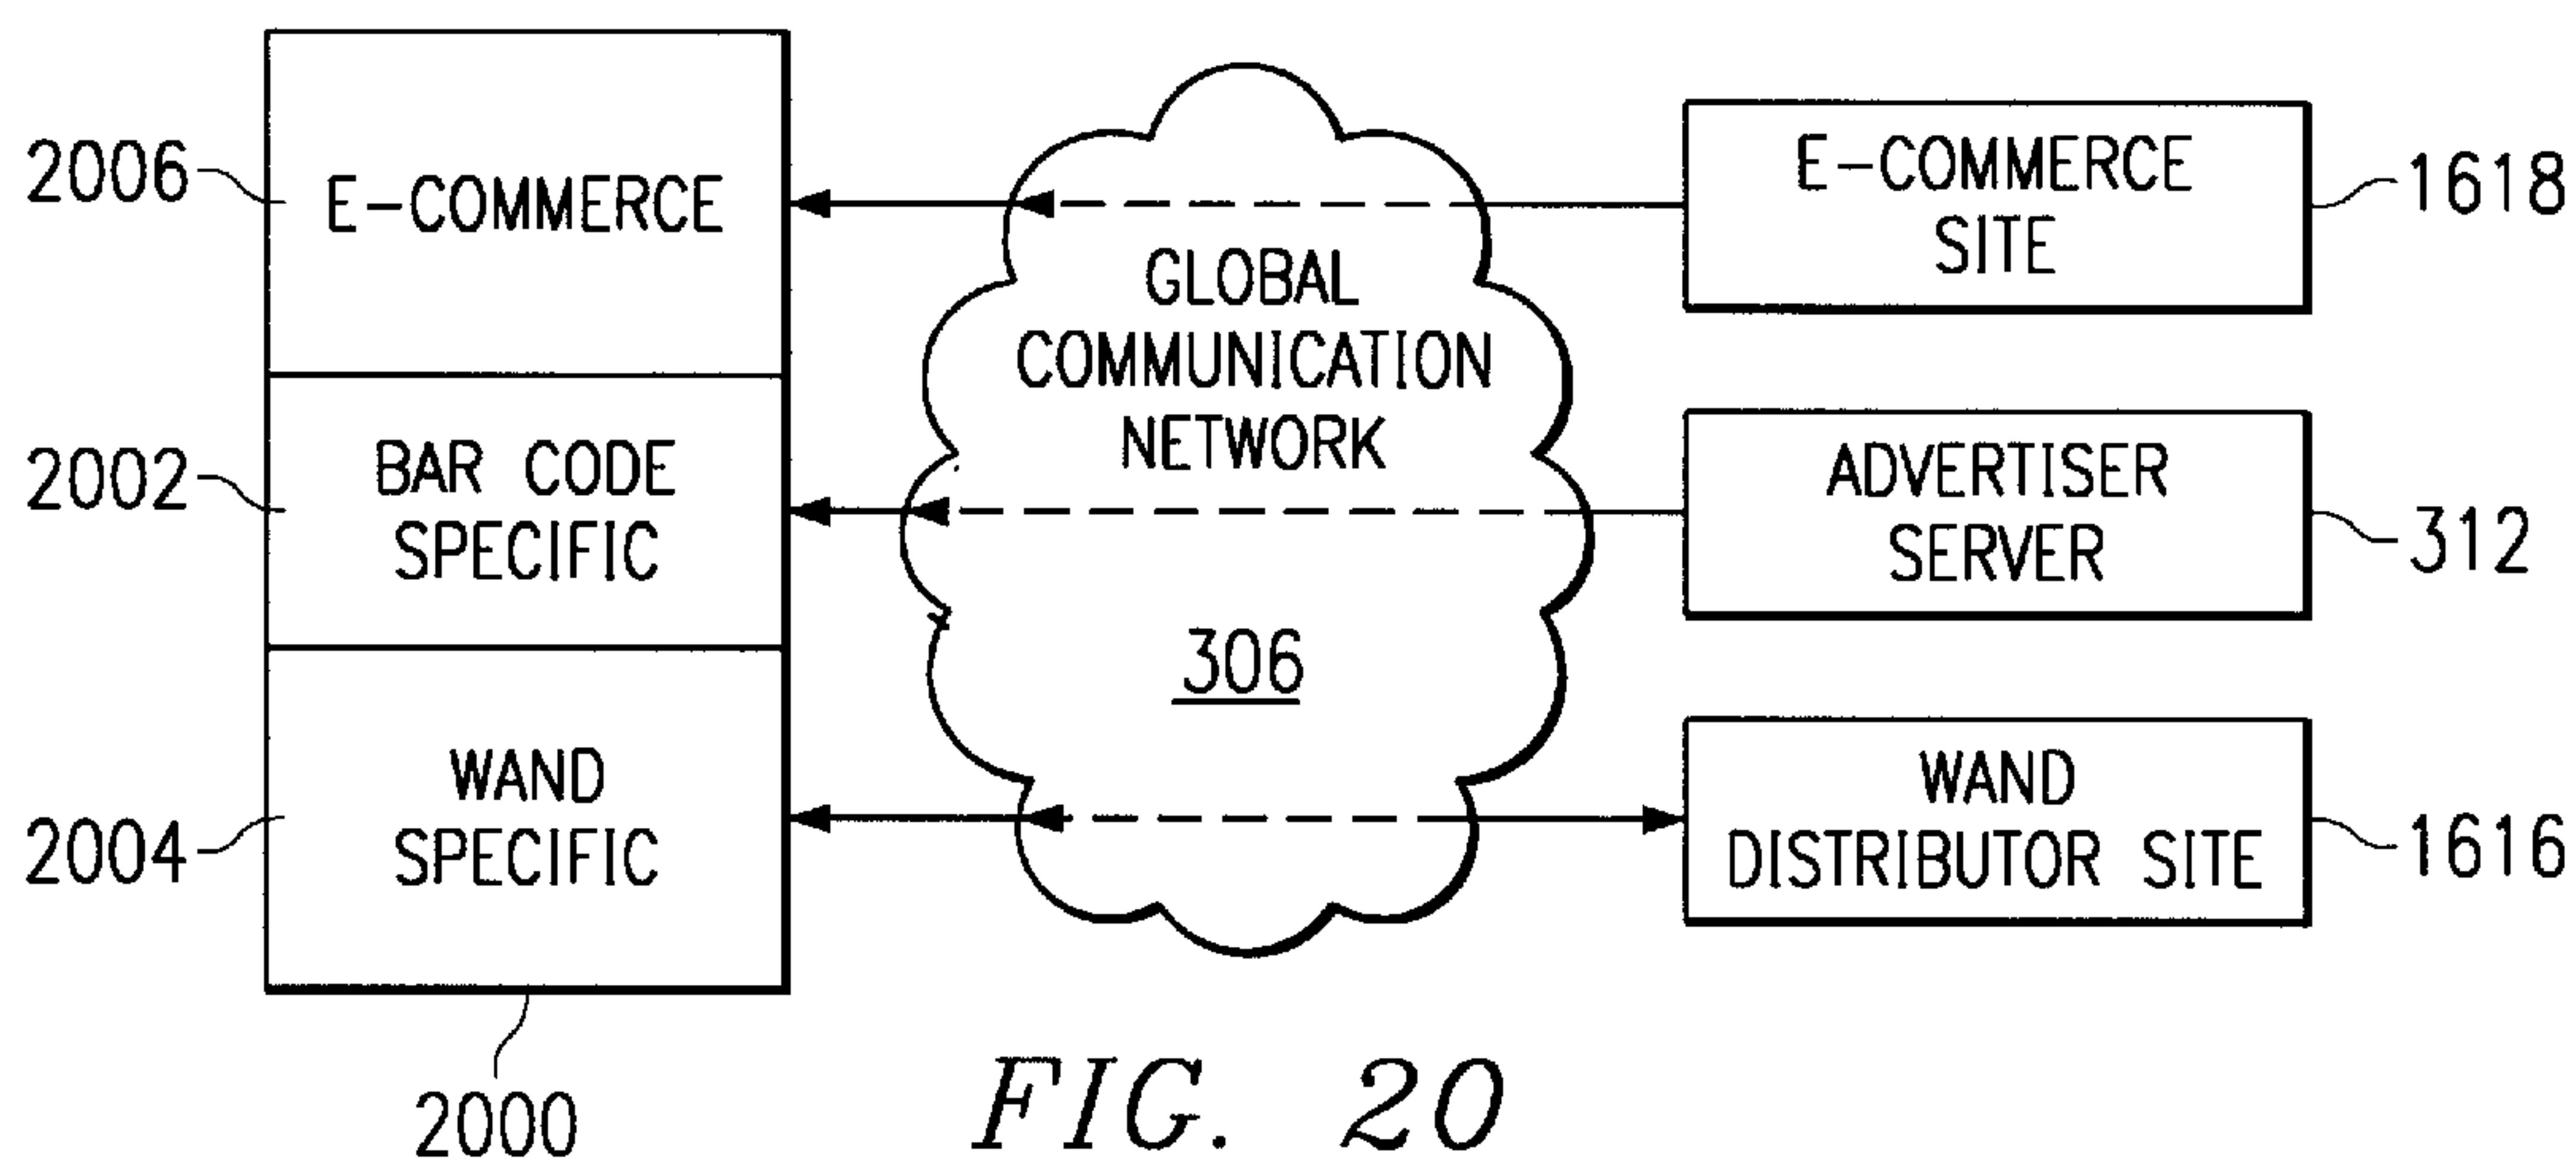 2006
E-COMMERCE
2002
BAR CODE
SPECIFIC
2004
WAND
SPECIFIC
2000
GLOBAL
COMMUNICATION
NETWORK
306
E-COMMERCE
SITE
1618
ADVERTISER
SERVER
312
WAND
DISTRIBUTOR SITE
1616
FIG. 20